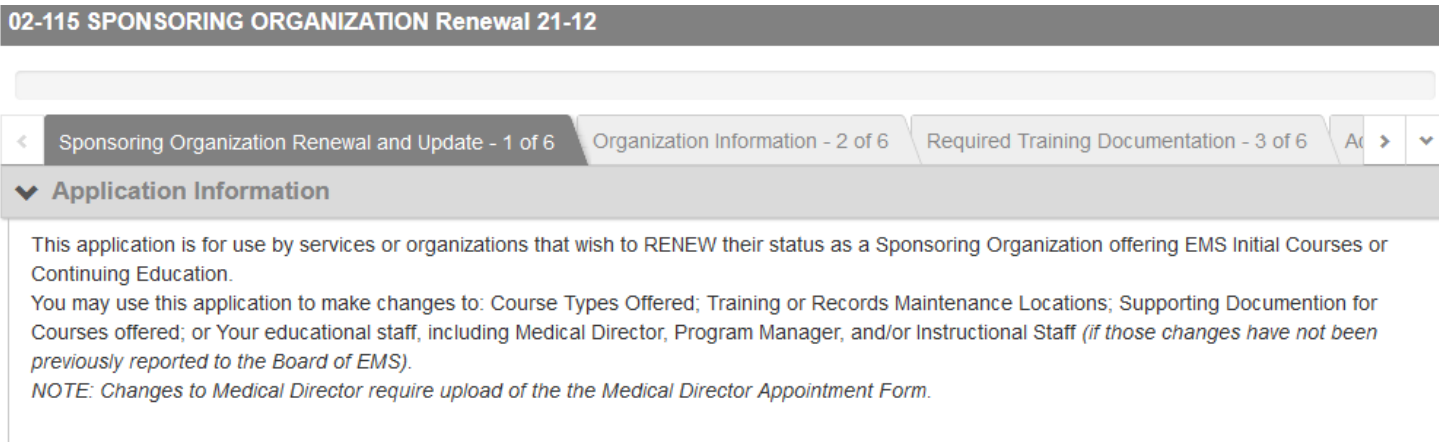 02-115 SPONSORING ORGANIZATION Renewal 21-12
Sponsoring Organization Renewal and Update - 1 of 6
Organization Information - 2 of 6
Required Training Documentation - 3 of 6
Application Information
This application is for use by services or organizations that wish to RENEW their status as a Sponsoring Organization offering EMS Initial Courses or
Continuing Education.
You may use this application to make changes to: Course Types Offered; Training or Records Maintenance Locations; Supporting Documention for
Courses offered; or Your educational staff, including Medical Director, Program Manager, and/or Instructional Staff (if those changes have not been
previously reported to the Board of EMS).
NOTE: Changes to Medical Director require upload of the the Medical Director Appointment Form.